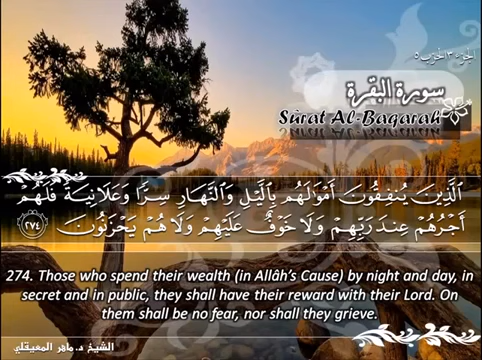 الجزء ٣ الحزب ٥
سورة البقرة
Sûrat Al-Baqarah
ٱلَّذِينَ يُنفِقُونَ أَمْوَٰلَهُم بِٱلَّيْلِ وَٱلنَّهَارِ سِرًّا وَعَلَانِيَةً فَلَهُمْ
أَجْرُهُمْ عِندَ رَبِّهِمْ وَلَا خَوْفٌ عَلَيْهِمْ وَلَا هُمْ يَحْزَنُونَ ٢٧٤
274. Those who spend their wealth (in Allâh's Cause) by night and day, in
secret and in public, they shall have their reward with their Lord. On
them shall be no fear, nor shall they grieve.
الشيخ د. ماهر المعيقلي